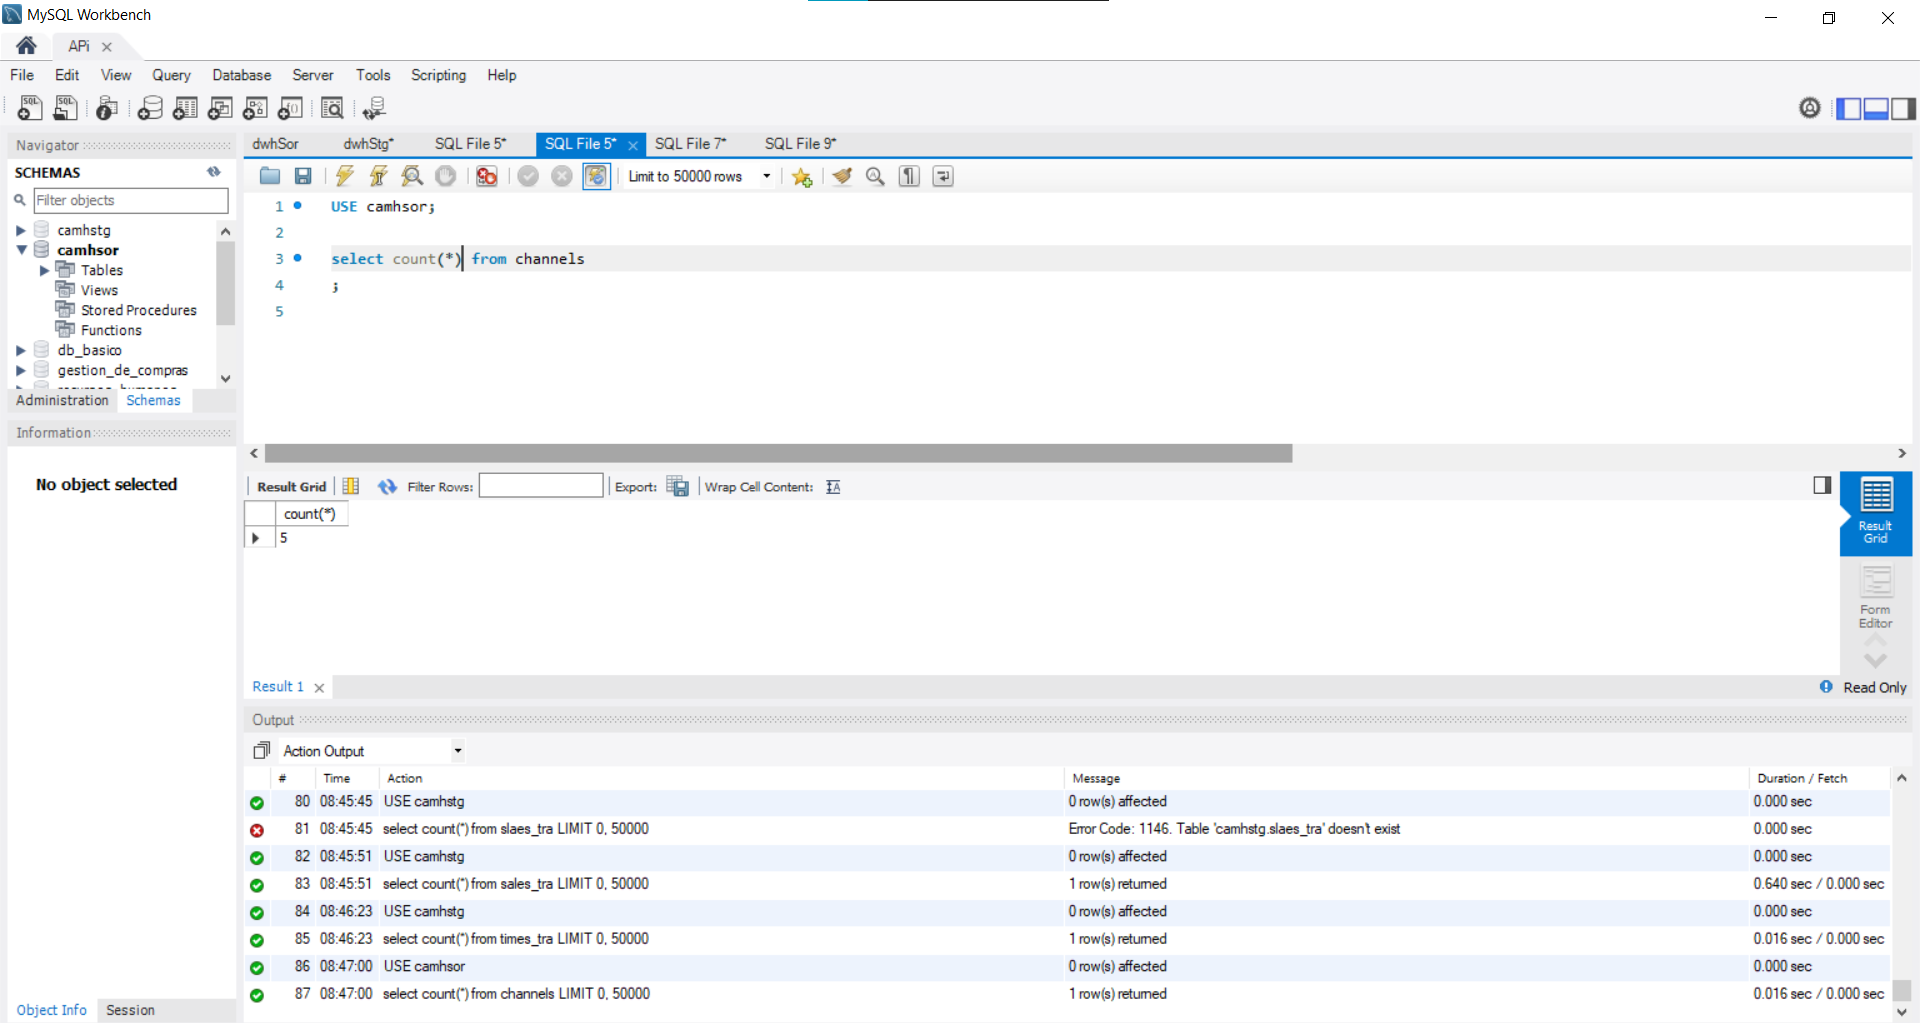 MySQL Workbench
APi
File Edit View Query Database Server Tools Scripting Help
Navigator
SCHEMAS
Filter objects
camhstg
camhsor
Tables
Views
Stored Procedures
Functions
db_basico
gestion_de_compras
Administration Schemas
Information
No object selected
Object Info Session
dwhSor dwhStg* SQL File 5* SQL File 5* SQL File 7* SQL File 9*
Limit to 50000 rows
1 USE camhsor;
2
3 select count(*) from channels
4 ;
5
Result Grid Filter Rows: Export: Wrap Cell Content:
count(*)
5
Result Grid
Form Editor
Result 1
Read Only
Output
Action Output
# Time Action Message Duration / Fetch
80 08:45:45 USE camhstg 0 row(s) affected 0.000 sec
81 08:45:45 select count(*) from slaes_tra LIMIT 0, 50000 Error Code: 1146. Table 'camhstg.slaes_tra' doesn't exist 0.000 sec
82 08:45:51 USE camhstg 0 row(s) affected 0.000 sec
83 08:45:51 select count(*) from sales_tra LIMIT 0, 50000 1 row(s) returned 0.640 sec / 0.000 sec
84 08:46:23 USE camhstg 0 row(s) affected 0.000 sec
85 08:46:23 select count(*) from times_tra LIMIT 0, 50000 1 row(s) returned 0.016 sec / 0.000 sec
86 08:47:00 USE camhsor 0 row(s) affected 0.000 sec
87 08:47:00 select count(*) from channels LIMIT 0, 50000 1 row(s) returned 0.016 sec / 0.000 sec